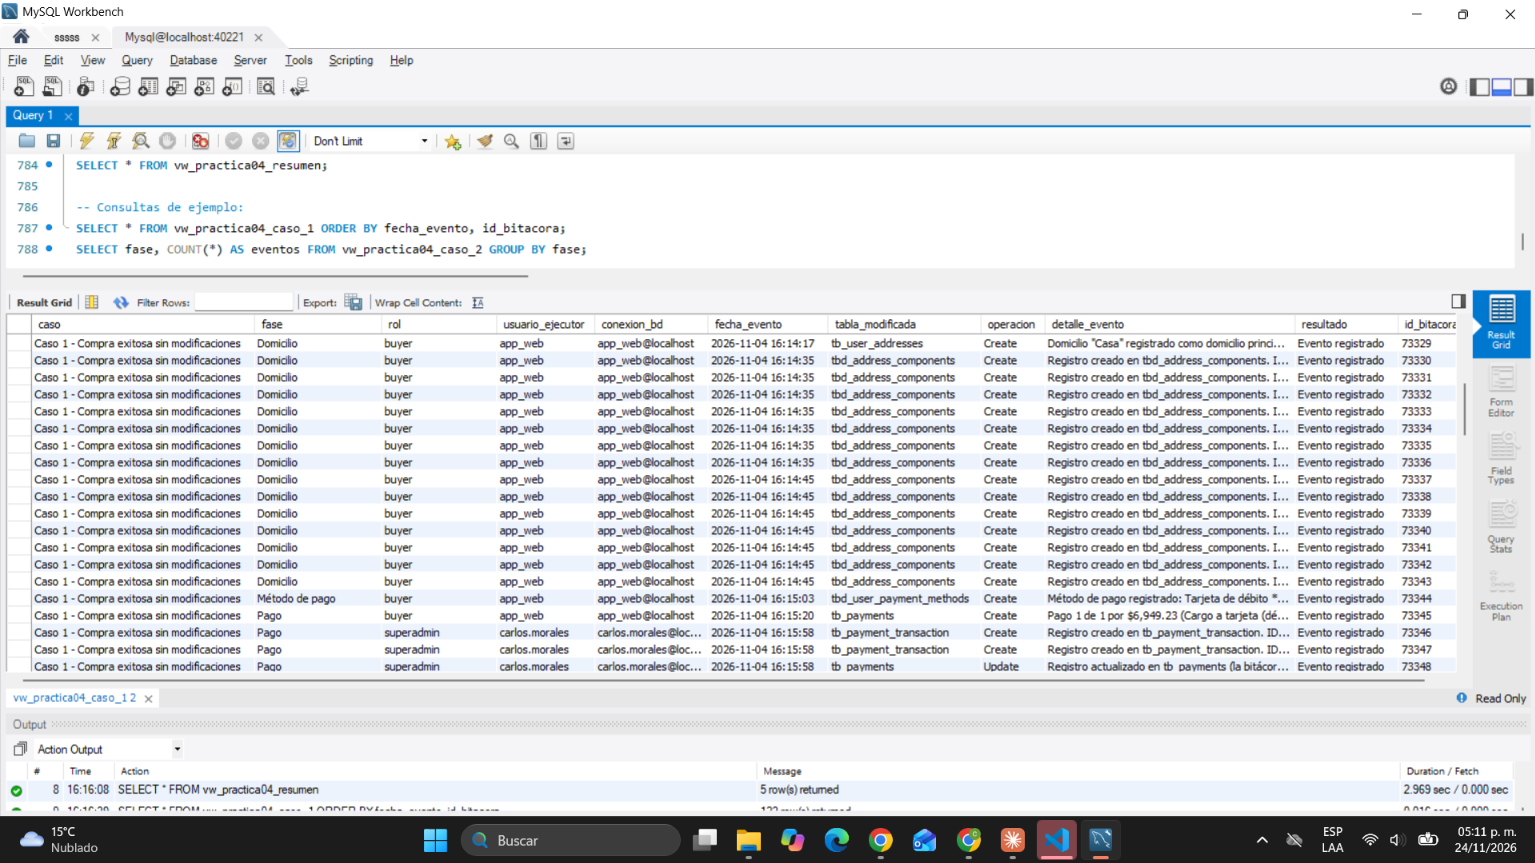 MySQL Workbench
sssss
Mysql@localhost:40221
File Edit View Query Database Server Tools Scripting Help
Query 1
Don't Limit
784 SELECT * FROM vw_practica04_resumen;
785
786 -- Consultas de ejemplo:
787 SELECT * FROM vw_practica04_caso_1 ORDER BY fecha_evento, id_bitacora;
788 SELECT fase, COUNT(*) AS eventos FROM vw_practica04_caso_2 GROUP BY fase;
Result Grid Filter Rows: Export: Wrap Cell Content:
caso fase rol usuario_ejecutor conexion_bd fecha_evento tabla_modificada operacion detalle_evento resultado id_bitacora
Caso 1 - Compra exitosa sin modificaciones Domicilio buyer app_web app_web@localhost 2026-11-04 16:14:17 tb_user_addresses Create Domicilio "Casa" registrado como domicilio princi... Evento registrado 73329
Caso 1 - Compra exitosa sin modificaciones Domicilio buyer app_web app_web@localhost 2026-11-04 16:14:35 tbd_address_components Create Registro creado en tbd_address_components. I... Evento registrado 73330
Caso 1 - Compra exitosa sin modificaciones Domicilio buyer app_web app_web@localhost 2026-11-04 16:14:35 tbd_address_components Create Registro creado en tbd_address_components. I... Evento registrado 73331
Caso 1 - Compra exitosa sin modificaciones Domicilio buyer app_web app_web@localhost 2026-11-04 16:14:35 tbd_address_components Create Registro creado en tbd_address_components. I... Evento registrado 73332
Caso 1 - Compra exitosa sin modificaciones Domicilio buyer app_web app_web@localhost 2026-11-04 16:14:35 tbd_address_components Create Registro creado en tbd_address_components. I... Evento registrado 73333
Caso 1 - Compra exitosa sin modificaciones Domicilio buyer app_web app_web@localhost 2026-11-04 16:14:35 tbd_address_components Create Registro creado en tbd_address_components. I... Evento registrado 73334
Caso 1 - Compra exitosa sin modificaciones Domicilio buyer app_web app_web@localhost 2026-11-04 16:14:35 tbd_address_components Create Registro creado en tbd_address_components. I... Evento registrado 73335
Caso 1 - Compra exitosa sin modificaciones Domicilio buyer app_web app_web@localhost 2026-11-04 16:14:35 tbd_address_components Create Registro creado en tbd_address_components. I... Evento registrado 73336
Caso 1 - Compra exitosa sin modificaciones Domicilio buyer app_web app_web@localhost 2026-11-04 16:14:45 tbd_address_components Create Registro creado en tbd_address_components. I... Evento registrado 73337
Caso 1 - Compra exitosa sin modificaciones Domicilio buyer app_web app_web@localhost 2026-11-04 16:14:45 tbd_address_components Create Registro creado en tbd_address_components. I... Evento registrado 73338
Caso 1 - Compra exitosa sin modificaciones Domicilio buyer app_web app_web@localhost 2026-11-04 16:14:45 tbd_address_components Create Registro creado en tbd_address_components. I... Evento registrado 73339
Caso 1 - Compra exitosa sin modificaciones Domicilio buyer app_web app_web@localhost 2026-11-04 16:14:45 tbd_address_components Create Registro creado en tbd_address_components. I... Evento registrado 73340
Caso 1 - Compra exitosa sin modificaciones Domicilio buyer app_web app_web@localhost 2026-11-04 16:14:45 tbd_address_components Create Registro creado en tbd_address_components. I... Evento registrado 73341
Caso 1 - Compra exitosa sin modificaciones Domicilio buyer app_web app_web@localhost 2026-11-04 16:14:45 tbd_address_components Create Registro creado en tbd_address_components. I... Evento registrado 73342
Caso 1 - Compra exitosa sin modificaciones Domicilio buyer app_web app_web@localhost 2026-11-04 16:14:45 tbd_address_components Create Registro creado en tbd_address_components. I... Evento registrado 73343
Caso 1 - Compra exitosa sin modificaciones Método de pago buyer app_web app_web@localhost 2026-11-04 16:15:03 tbd_user_payment_methods Create Método de pago registrado: Tarjeta de débito *... Evento registrado 73344
Caso 1 - Compra exitosa sin modificaciones Pago buyer app_web app_web@localhost 2026-11-04 16:15:20 tb_payments Create Pago 1 de 1 por $6,949.23 (Cargo a tarjeta (dé... Evento registrado 73345
Caso 1 - Compra exitosa sin modificaciones Pago superadmin carlos.morales carlos.morales@loc... 2026-11-04 16:15:58 tb_payment_transaction Create Registro creado en tb_payment_transaction. ID... Evento registrado 73346
Caso 1 - Compra exitosa sin modificaciones Pago superadmin carlos.morales carlos.morales@loc... 2026-11-04 16:15:58 tb_payment_transaction Create Registro creado en tb_payment_transaction. ID... Evento registrado 73347
Caso 1 - Compra exitosa sin modificaciones Pago superadmin carlos.morales carlos.morales@loc... 2026-11-04 16:15:58 tb_payments Update Registro actualizado en tb_payments (la bitácor... Evento registrado 73348
Result Grid
Form Editor
Field Types
Query Stats
Execution Plan
vw_practica04_caso_1 2
Read Only
Output
Action Output
# Time Action Message Duration / Fetch
8 16:16:08 SELECT * FROM vw_practica04_resumen 5 row(s) returned 2.969 sec / 0.000 sec
15°C
Nublado
Buscar
ESP
LAA
05:11 p. m.
24/11/2026